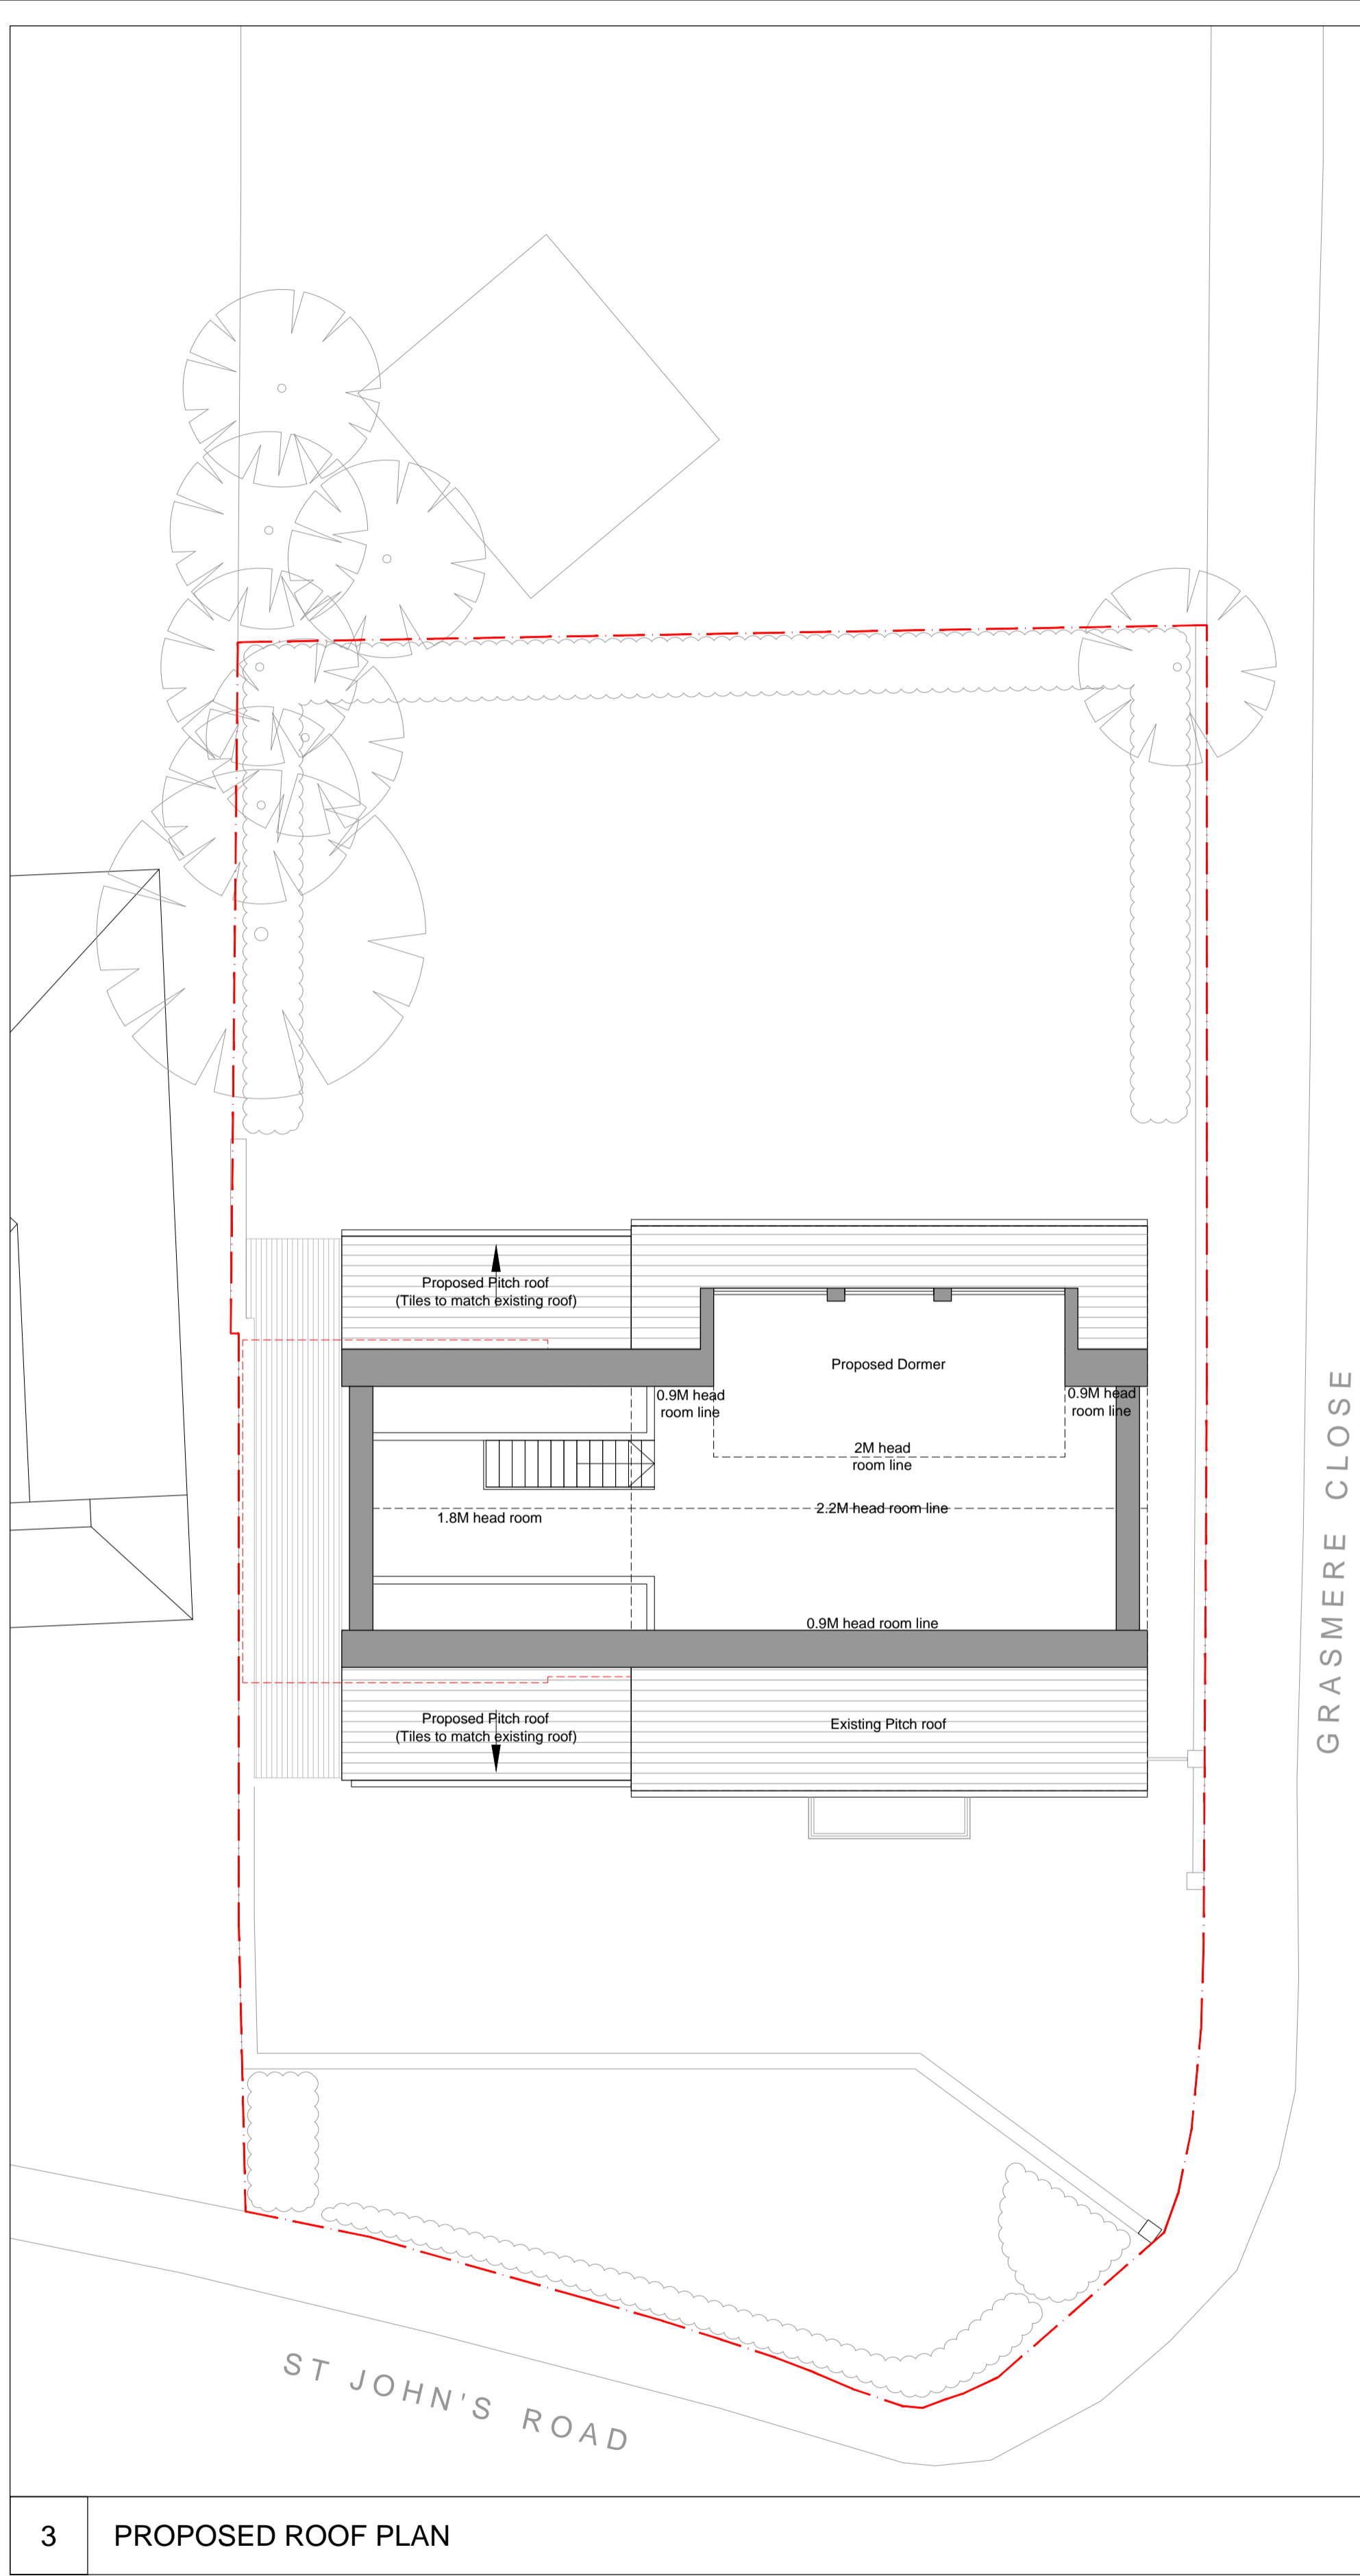 Proposed Pitch roof
(Tiles to match existing roof)
Proposed Dormer
0.9M head
room line
0.9M head
room line
2M head
room line
2.2M head room line
1.8M head room
0.9M head room line
Proposed Pitch roof
(Tiles to match existing roof)
Existing Pitch roof
GRASMERE CLOSE
ST JOHN'S ROAD
3
PROPOSED ROOF PLAN